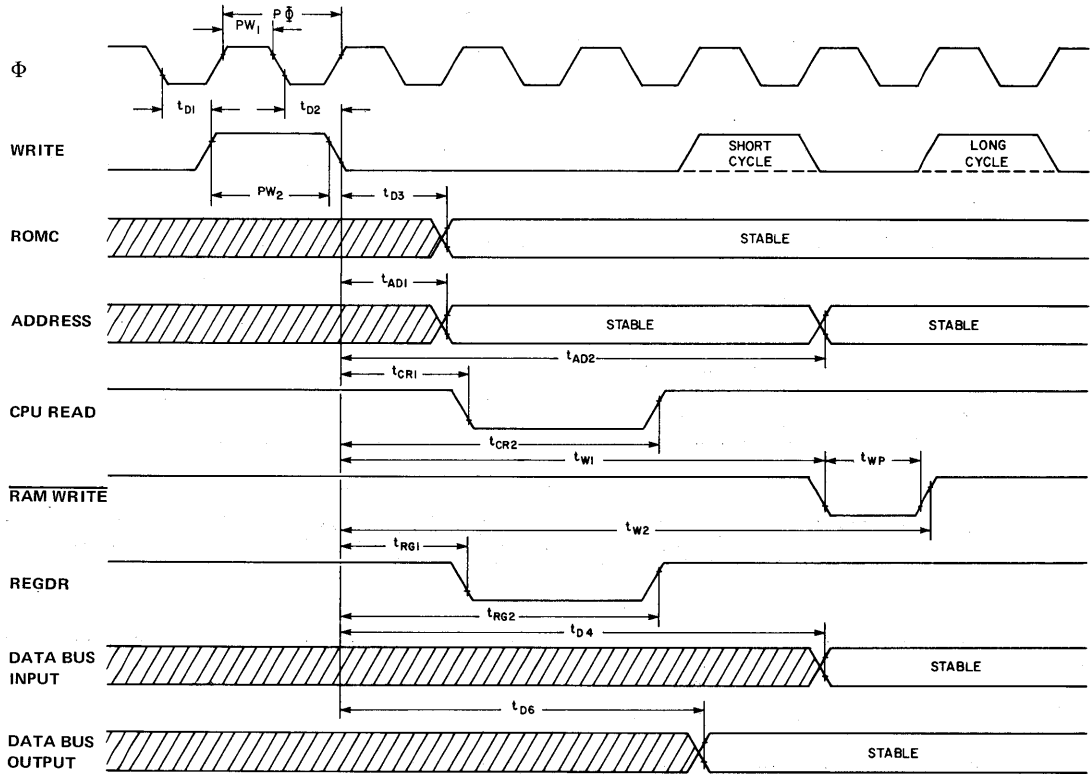 PΦ
PW1
Φ
tD1
tD2
WRITE
SHORT
CYCLE
LONG
CYCLE
PW2
tD3
ROMC
STABLE
tAD1
ADDRESS
STABLE
STABLE
tAD2
tCR1
CPU READ
tCR2
tW1
tWP
RAM WRITE
tW2
tRG1
REGDR
tRG2
tD4
DATA BUS
INPUT
STABLE
tD6
DATA BUS
OUTPUT
STABLE